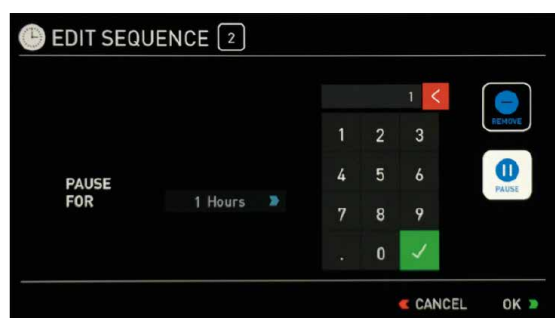 EDIT SEQUENCE 2
1
REMOVE
1 2 3
4 5 6
PAUSE
PAUSE
FOR
1 Hours
7 8 9
. 0
CANCEL OK